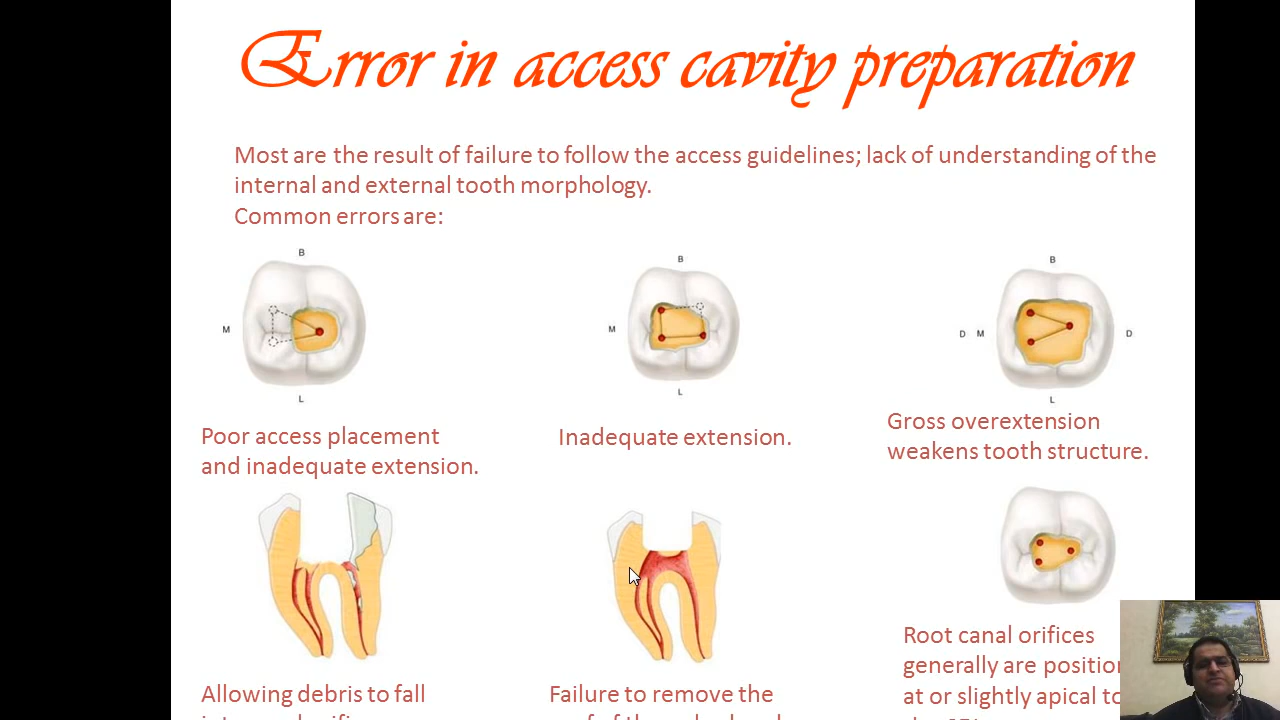 Error in access cavity preparation
Most are the result of failure to follow the access guidelines; lack of understanding of the
internal and external tooth morphology.
Common errors are:
B
M
L
B
M
D
L
B
M
D
L
Poor access placement
and inadequate extension.
Inadequate extension.
Gross overextension
weakens tooth structure.
Allowing debris to fall
Failure to remove the
Root canal orifices
generally are
at or slightly apical to